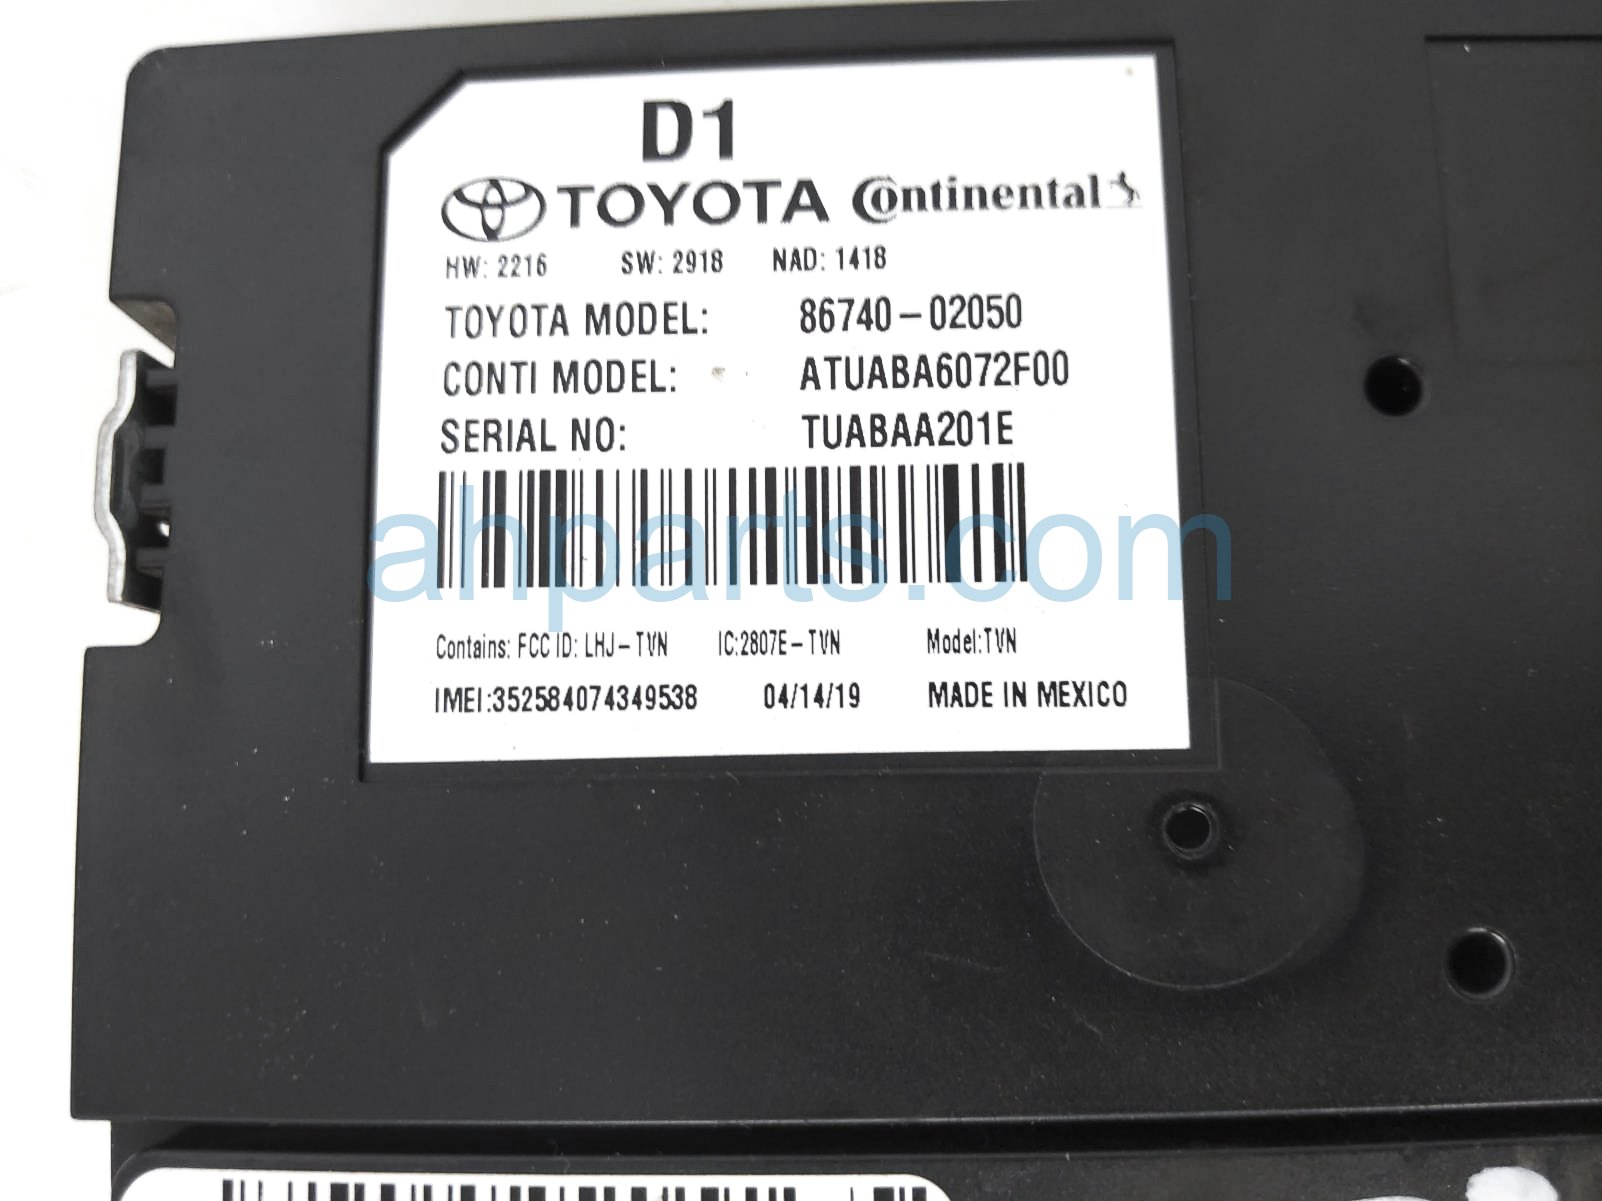 D1
TOYOTA Continental
HW: 2216 SW: 2918 NAD: 1418
TOYOTA MODEL: 86740-02050
CONTI MODEL: ATUABA6072F00
SERIAL NO: TUABAA201E
ahparts.com
Contains: FCC ID: LHJ-TVN IC:2807E-TVN Model:TVN
IMEI:352584074349538 04/14/19 MADE IN MEXICO